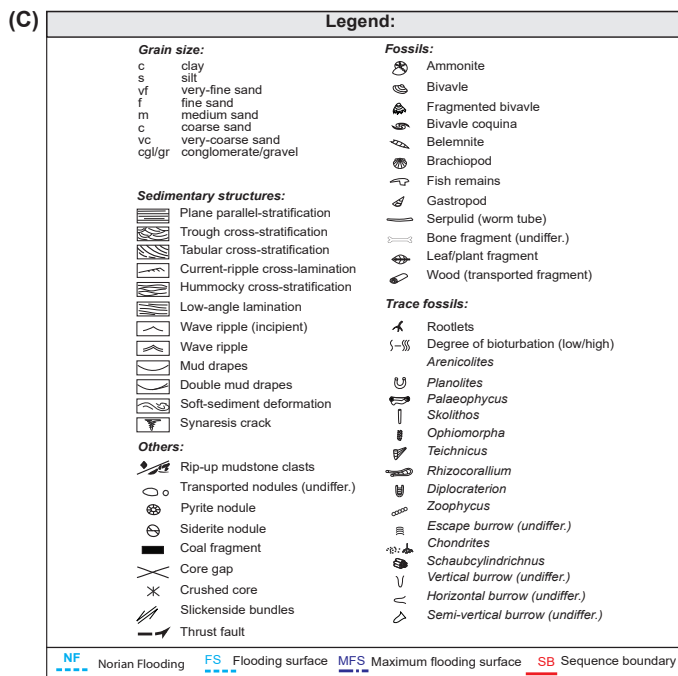 (C)
Legend:
Grain size:
c clay
s silt
vf very-fine sand
f fine sand
m medium sand
c coarse sand
vc very-coarse sand
cgl/gr conglomerate/gravel
Sedimentary structures:
Plane parallel-stratification
Trough cross-stratification
Tabular cross-stratification
Current-ripple cross-lamination
Hummocky cross-stratification
Low-angle lamination
Wave ripple (incipient)
Wave ripple
Mud drapes
Double mud drapes
Soft-sediment deformation
Synaresis crack
Others:
Rip-up mudstone clasts
Transported nodules (undiffer.)
Pyrite nodule
Siderite nodule
Coal fragment
Core gap
Crushed core
Slickenside bundles
Thrust fault
Fossils:
Ammonite
Bivavle
Fragmented bivavle
Bivavle coquina
Belemnite
Brachiopod
Fish remains
Gastropod
Serpulid (worm tube)
Bone fragment (undiffer.)
Leaf/plant fragment
Wood (transported fragment)
Trace fossils:
Rootlets
Degree of bioturbation (low/high)
Arenicolites
Planolites
Palaeophycus
Skolithos
Ophiomorpha
Teichnicus
Rhizocorallium
Diplocraterion
Zoophycus
Escape burrow (undiffer.)
Chondrites
Schaubcylindrichnus
Vertical burrow (undiffer.)
Horizontal burrow (undiffer.)
Semi-vertical burrow (undiffer.)
NF Norian Flooding FS Flooding surface MFS Maximum flooding surface SB Sequence boundary